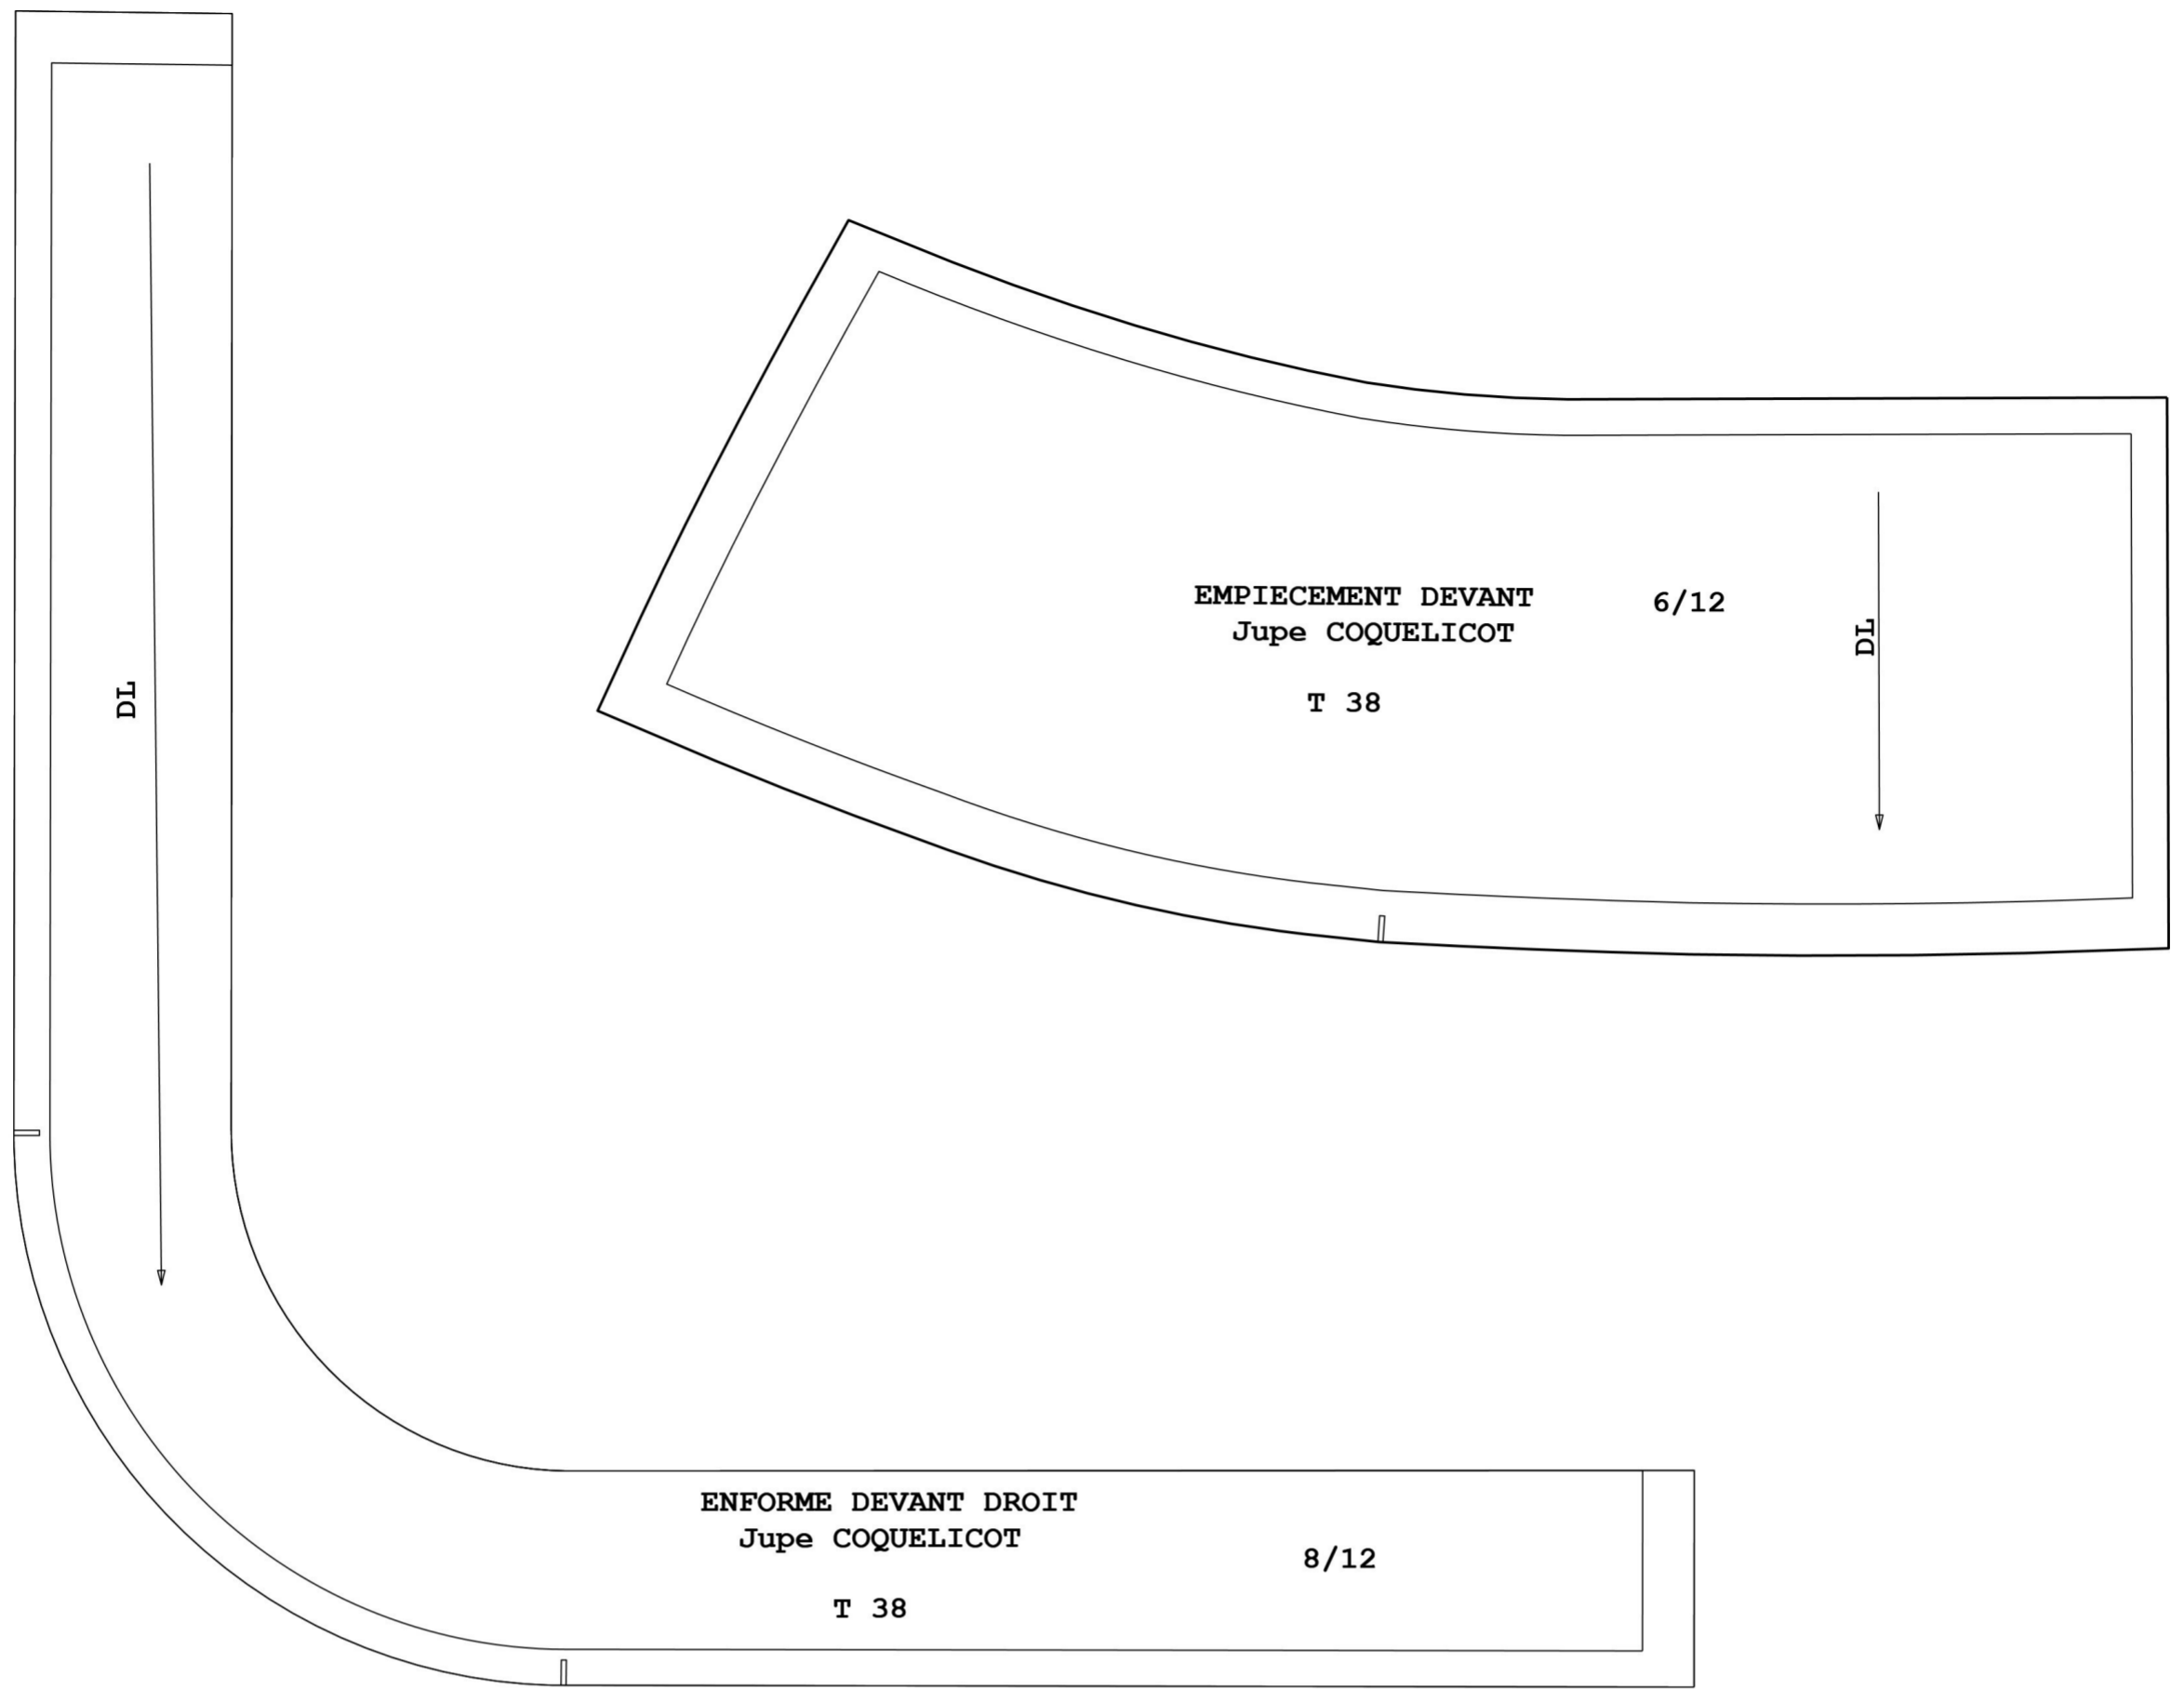 EMPIECEMENT DEVANT
Jupe COQUELICOT
6/12
T 38
DL
DL
ENFORME DEVANT DROIT
Jupe COQUELICOT
8/12
T 38